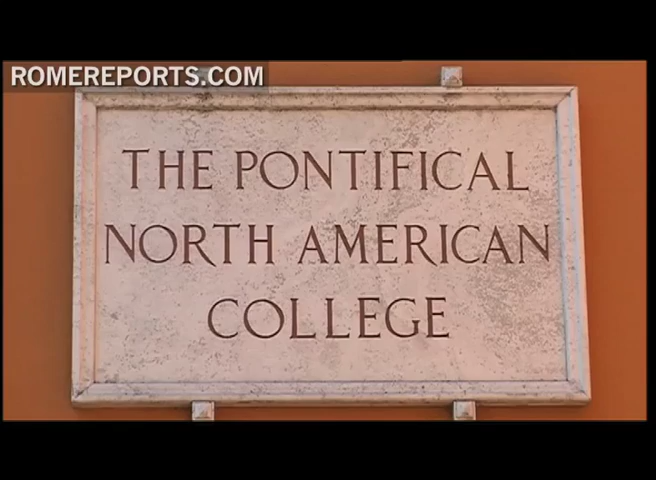 ROMEREPORTS.COM
THE PONTIFICAL
NORTH AMERICAN
COLLEGE